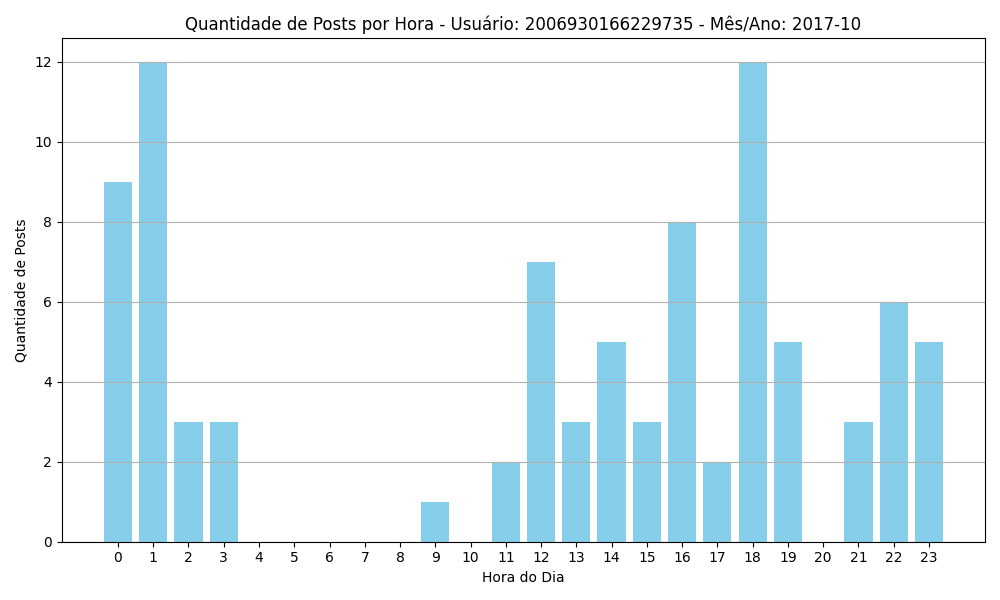 Quantidade de Posts por Hora - Usuário: 2006930166229735 - Mês/Ano: 2017-10
Quantidade de Posts
12
10
8
6
4
2
0
0 1 2 3 4 5 6 7 8 9 10 11 12 13 14 15 16 17 18 19 20 21 22 23
Hora do Dia